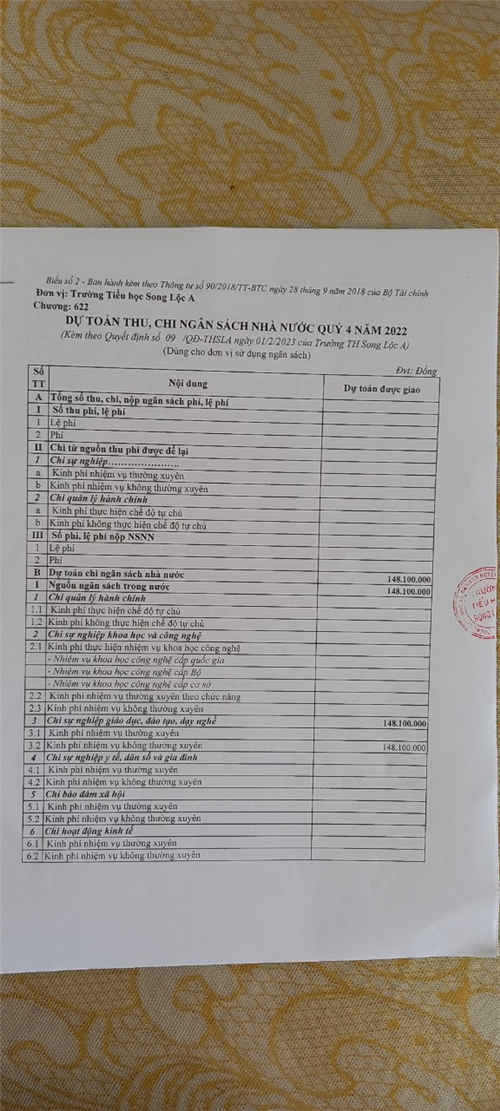 Biểu số 2 - Ban hành kèm theo Thông tư số 90/2018/TT-BTC ngày 28 tháng 9 năm 2018 của Bộ Tài chính
Đơn vị: Trường Tiểu học Song Lộc A
Chương: 622
DỰ TOÁN THU, CHI NGÂN SÁCH NHÀ NƯỚC QUÝ 4 NĂM 2022
(Kèm theo Quyết định số 09 /QĐ-THSLA ngày 01/2/2023 của Trường TH Song Lộc A)
(Dùng cho đơn vị sử dụng ngân sách)
Đvt: Đồng
Số TT Nội dung Dự toán được giao
A Tổng số thu, chi, nộp ngân sách phí, lệ phí
I Số thu phí, lệ phí
1 Lệ phí
2 Phí
II Chi từ nguồn thu phí được để lại
1 Chi sự nghiệp........................
a Kinh phí nhiệm vụ thường xuyên
b Kinh phí nhiệm vụ không thường xuyên
2 Chi quản lý hành chính
a Kinh phí thực hiện chế độ tự chủ
b Kinh phí không thực hiện chế độ tự chủ
III Số phí, lệ phí nộp NSNN
1 Lệ phí
2 Phí
B Dự toán chi ngân sách nhà nước 148.100.000
I Nguồn ngân sách trong nước 148.100.000
1 Chi quản lý hành chính
1.1 Kinh phí thực hiện chế độ tự chủ
1.2 Kinh phí không thực hiện chế độ tự chủ
2 Chi sự nghiệp khoa học và công nghệ
2.1 Kinh phí thực hiện nhiệm vụ khoa học công nghệ
- Nhiệm vụ khoa học công nghệ cấp quốc gia
- Nhiệm vụ khoa học công nghệ cấp Bộ
- Nhiệm vụ khoa học công nghệ cấp cơ sở
2.2 Kinh phí nhiệm vụ thường xuyên theo chức năng
2.3 Kinh phí nhiệm vụ không thường xuyên
3 Chi sự nghiệp giáo dục, đào tạo, dạy nghề 148.100.000
3.1 Kinh phí nhiệm vụ thường xuyên
3.2 Kinh phí nhiệm vụ không thường xuyên 148.100.000
4 Chi sự nghiệp y tế, dân số và gia đình
4.1 Kinh phí nhiệm vụ thường xuyên
4.2 Kinh phí nhiệm vụ không thường xuyên
5 Chi bảo đảm xã hội
5.1 Kinh phí nhiệm vụ thường xuyên
5.2 Kinh phí nhiệm vụ không thường xuyên
6 Chi hoạt động kinh tế
6.1 Kinh phí nhiệm vụ thường xuyên
6.2 Kinh phí nhiệm vụ không thường xuyên